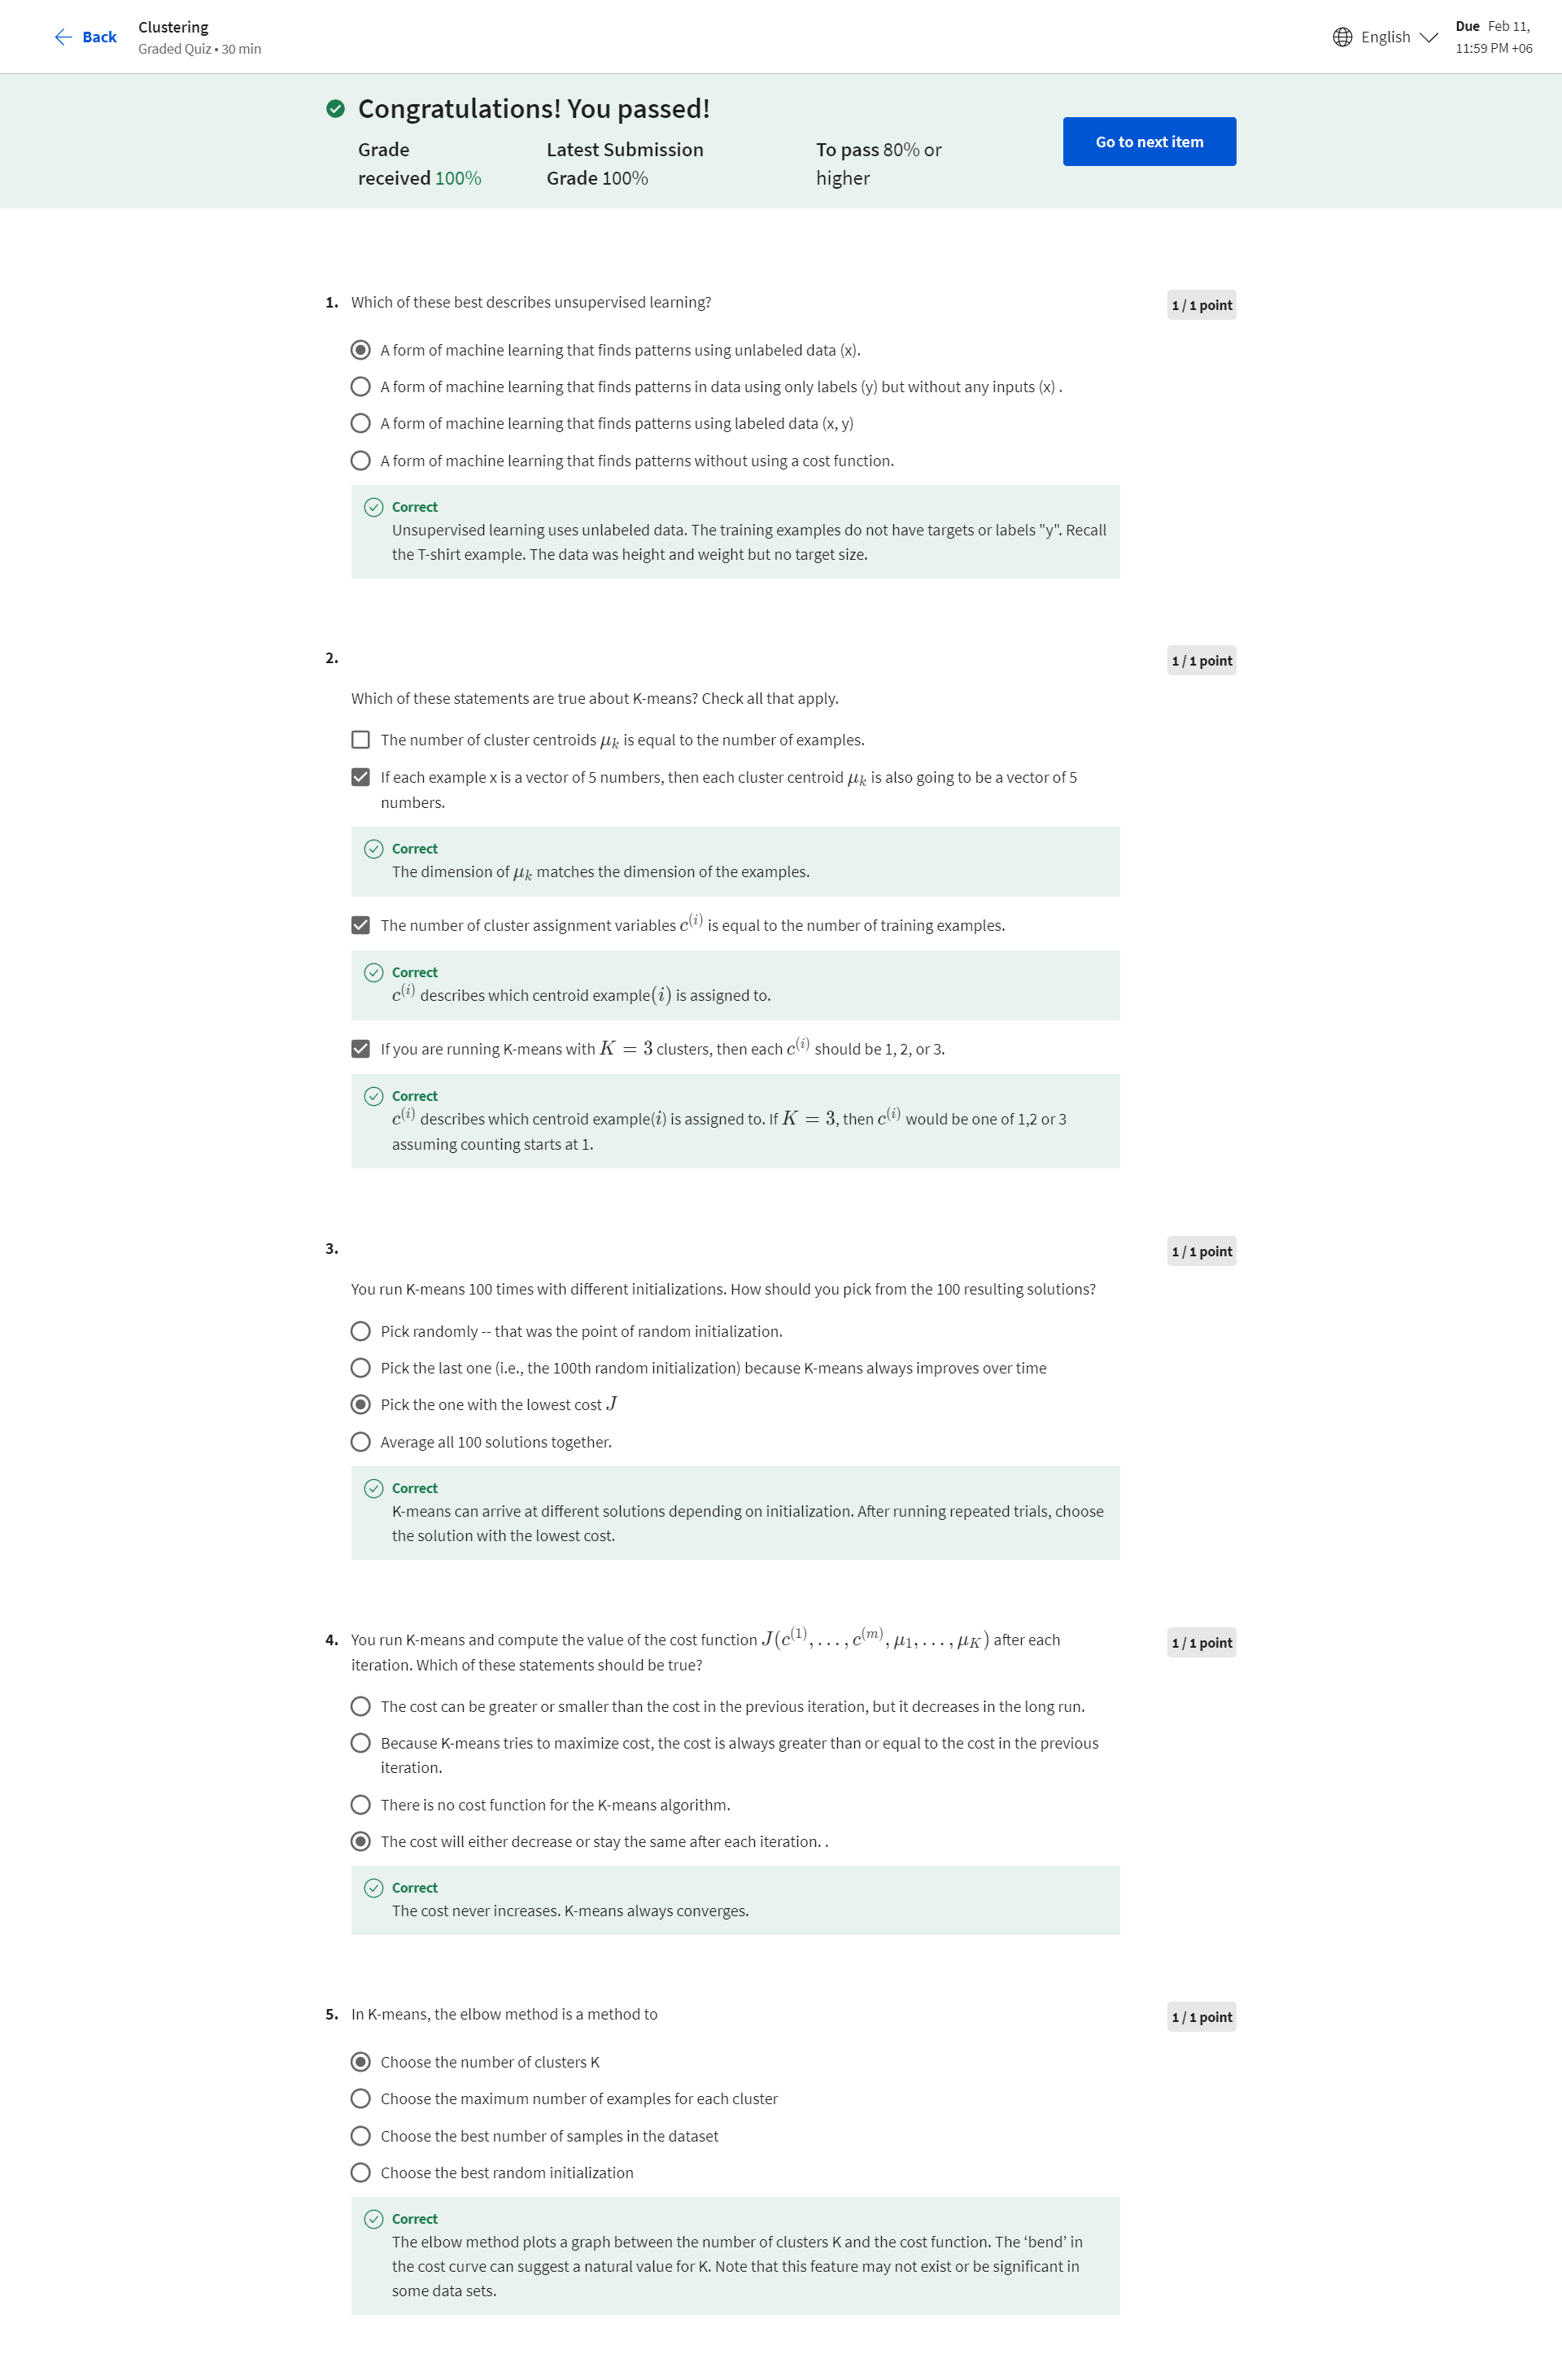 Back
Clustering
Graded Quiz • 30 min
English
Due Feb 11,
11:59 PM +06
Congratulations! You passed!
Grade
received 100%
Latest Submission
Grade 100%
To pass 80% or
higher
Go to next item
1. Which of these best describes unsupervised learning?
1 / 1 point
A form of machine learning that finds patterns using unlabeled data (x).
A form of machine learning that finds patterns in data using only labels (y) but without any inputs (x) .
A form of machine learning that finds patterns using labeled data (x, y)
A form of machine learning that finds patterns without using a cost function.
Correct
Unsupervised learning uses unlabeled data. The training examples do not have targets or labels "y". Recall
the T-shirt example. The data was height and weight but no target size.
2.
1 / 1 point
Which of these statements are true about K-means? Check all that apply.
The number of cluster centroids μₖ is equal to the number of examples.
If each example x is a vector of 5 numbers, then each cluster centroid μₖ is also going to be a vector of 5
numbers.
Correct
The dimension of μₖ matches the dimension of the examples.
The number of cluster assignment variables c⁽ⁱ⁾ is equal to the number of training examples.
Correct
c⁽ⁱ⁾ describes which centroid example(i) is assigned to.
If you are running K-means with K = 3 clusters, then each c⁽ⁱ⁾ should be 1, 2, or 3.
Correct
c⁽ⁱ⁾ describes which centroid example(i) is assigned to. If K = 3, then c⁽ⁱ⁾ would be one of 1,2 or 3
assuming counting starts at 1.
3.
1 / 1 point
You run K-means 100 times with different initializations. How should you pick from the 100 resulting solutions?
Pick randomly -- that was the point of random initialization.
Pick the last one (i.e., the 100th random initialization) because K-means always improves over time
Pick the one with the lowest cost J
Average all 100 solutions together.
Correct
K-means can arrive at different solutions depending on initialization. After running repeated trials, choose
the solution with the lowest cost.
4. You run K-means and compute the value of the cost function J(c⁽¹⁾, . . . , c⁽ᵐ⁾, μ₁, . . . , μ_K) after each
iteration. Which of these statements should be true?
1 / 1 point
The cost can be greater or smaller than the cost in the previous iteration, but it decreases in the long run.
Because K-means tries to maximize cost, the cost is always greater than or equal to the cost in the previous
iteration.
There is no cost function for the K-means algorithm.
The cost will either decrease or stay the same after each iteration. .
Correct
The cost never increases. K-means always converges.
5. In K-means, the elbow method is a method to
1 / 1 point
Choose the number of clusters K
Choose the maximum number of examples for each cluster
Choose the best number of samples in the dataset
Choose the best random initialization
Correct
The elbow method plots a graph between the number of clusters K and the cost function. The ‘bend’ in
the cost curve can suggest a natural value for K. Note that this feature may not exist or be significant in
some data sets.